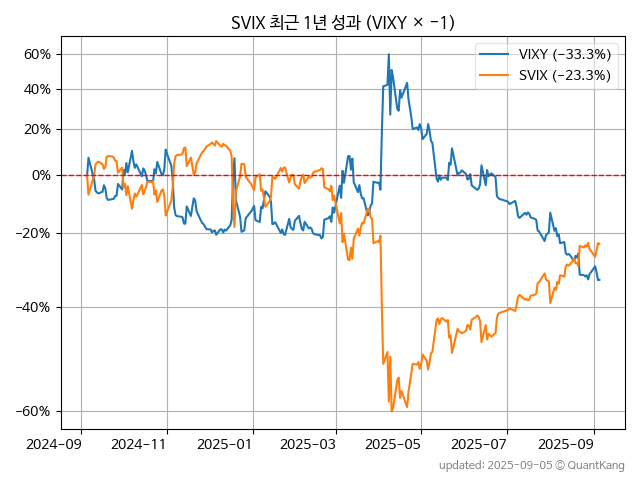 SVIX 최근 1년 성과 (VIXY × −1)
VIXY (−33.3%)
SVIX (−23.3%)
60%
40%
20%
0%
−20%
−40%
−60%
2024-09 2024-11 2025-01 2025-03 2025-05 2025-07 2025-09
updated: 2025-09-05 © QuantKang